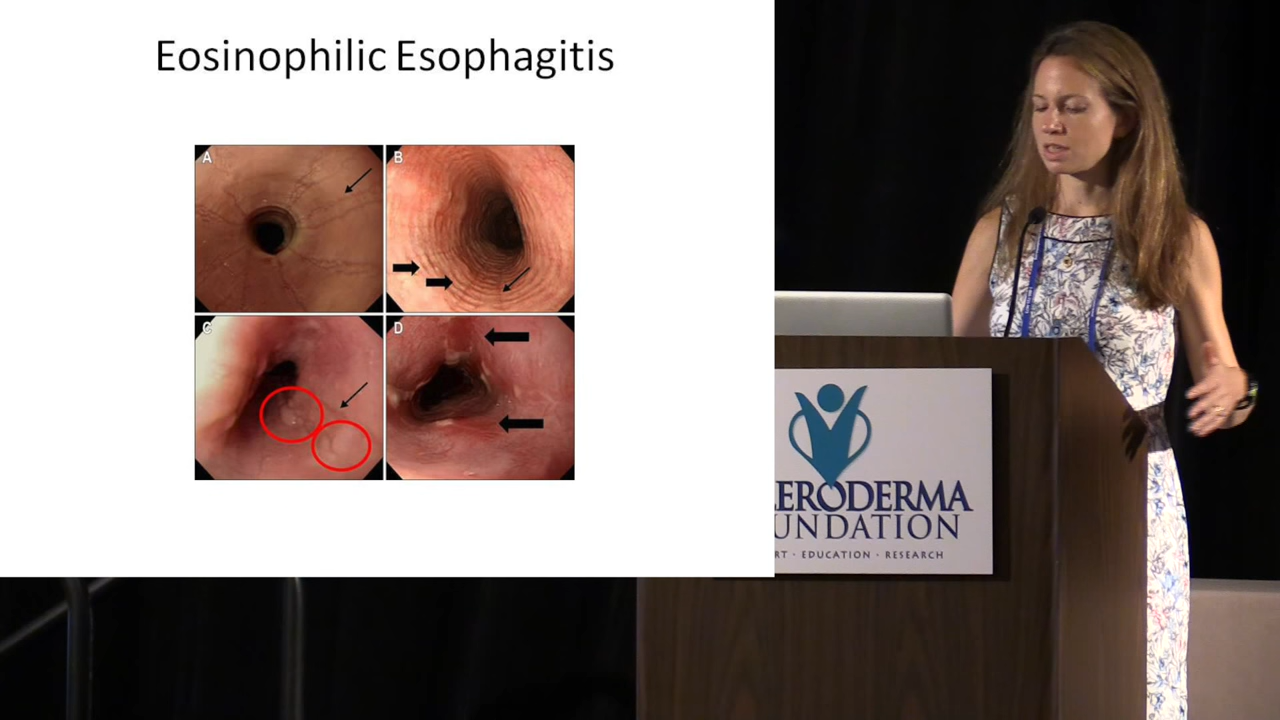 Eosinophilic Esophagitis
A
B
C
D
ERODERMA
UNDATION
RT · EDUCATION · RESEARCH